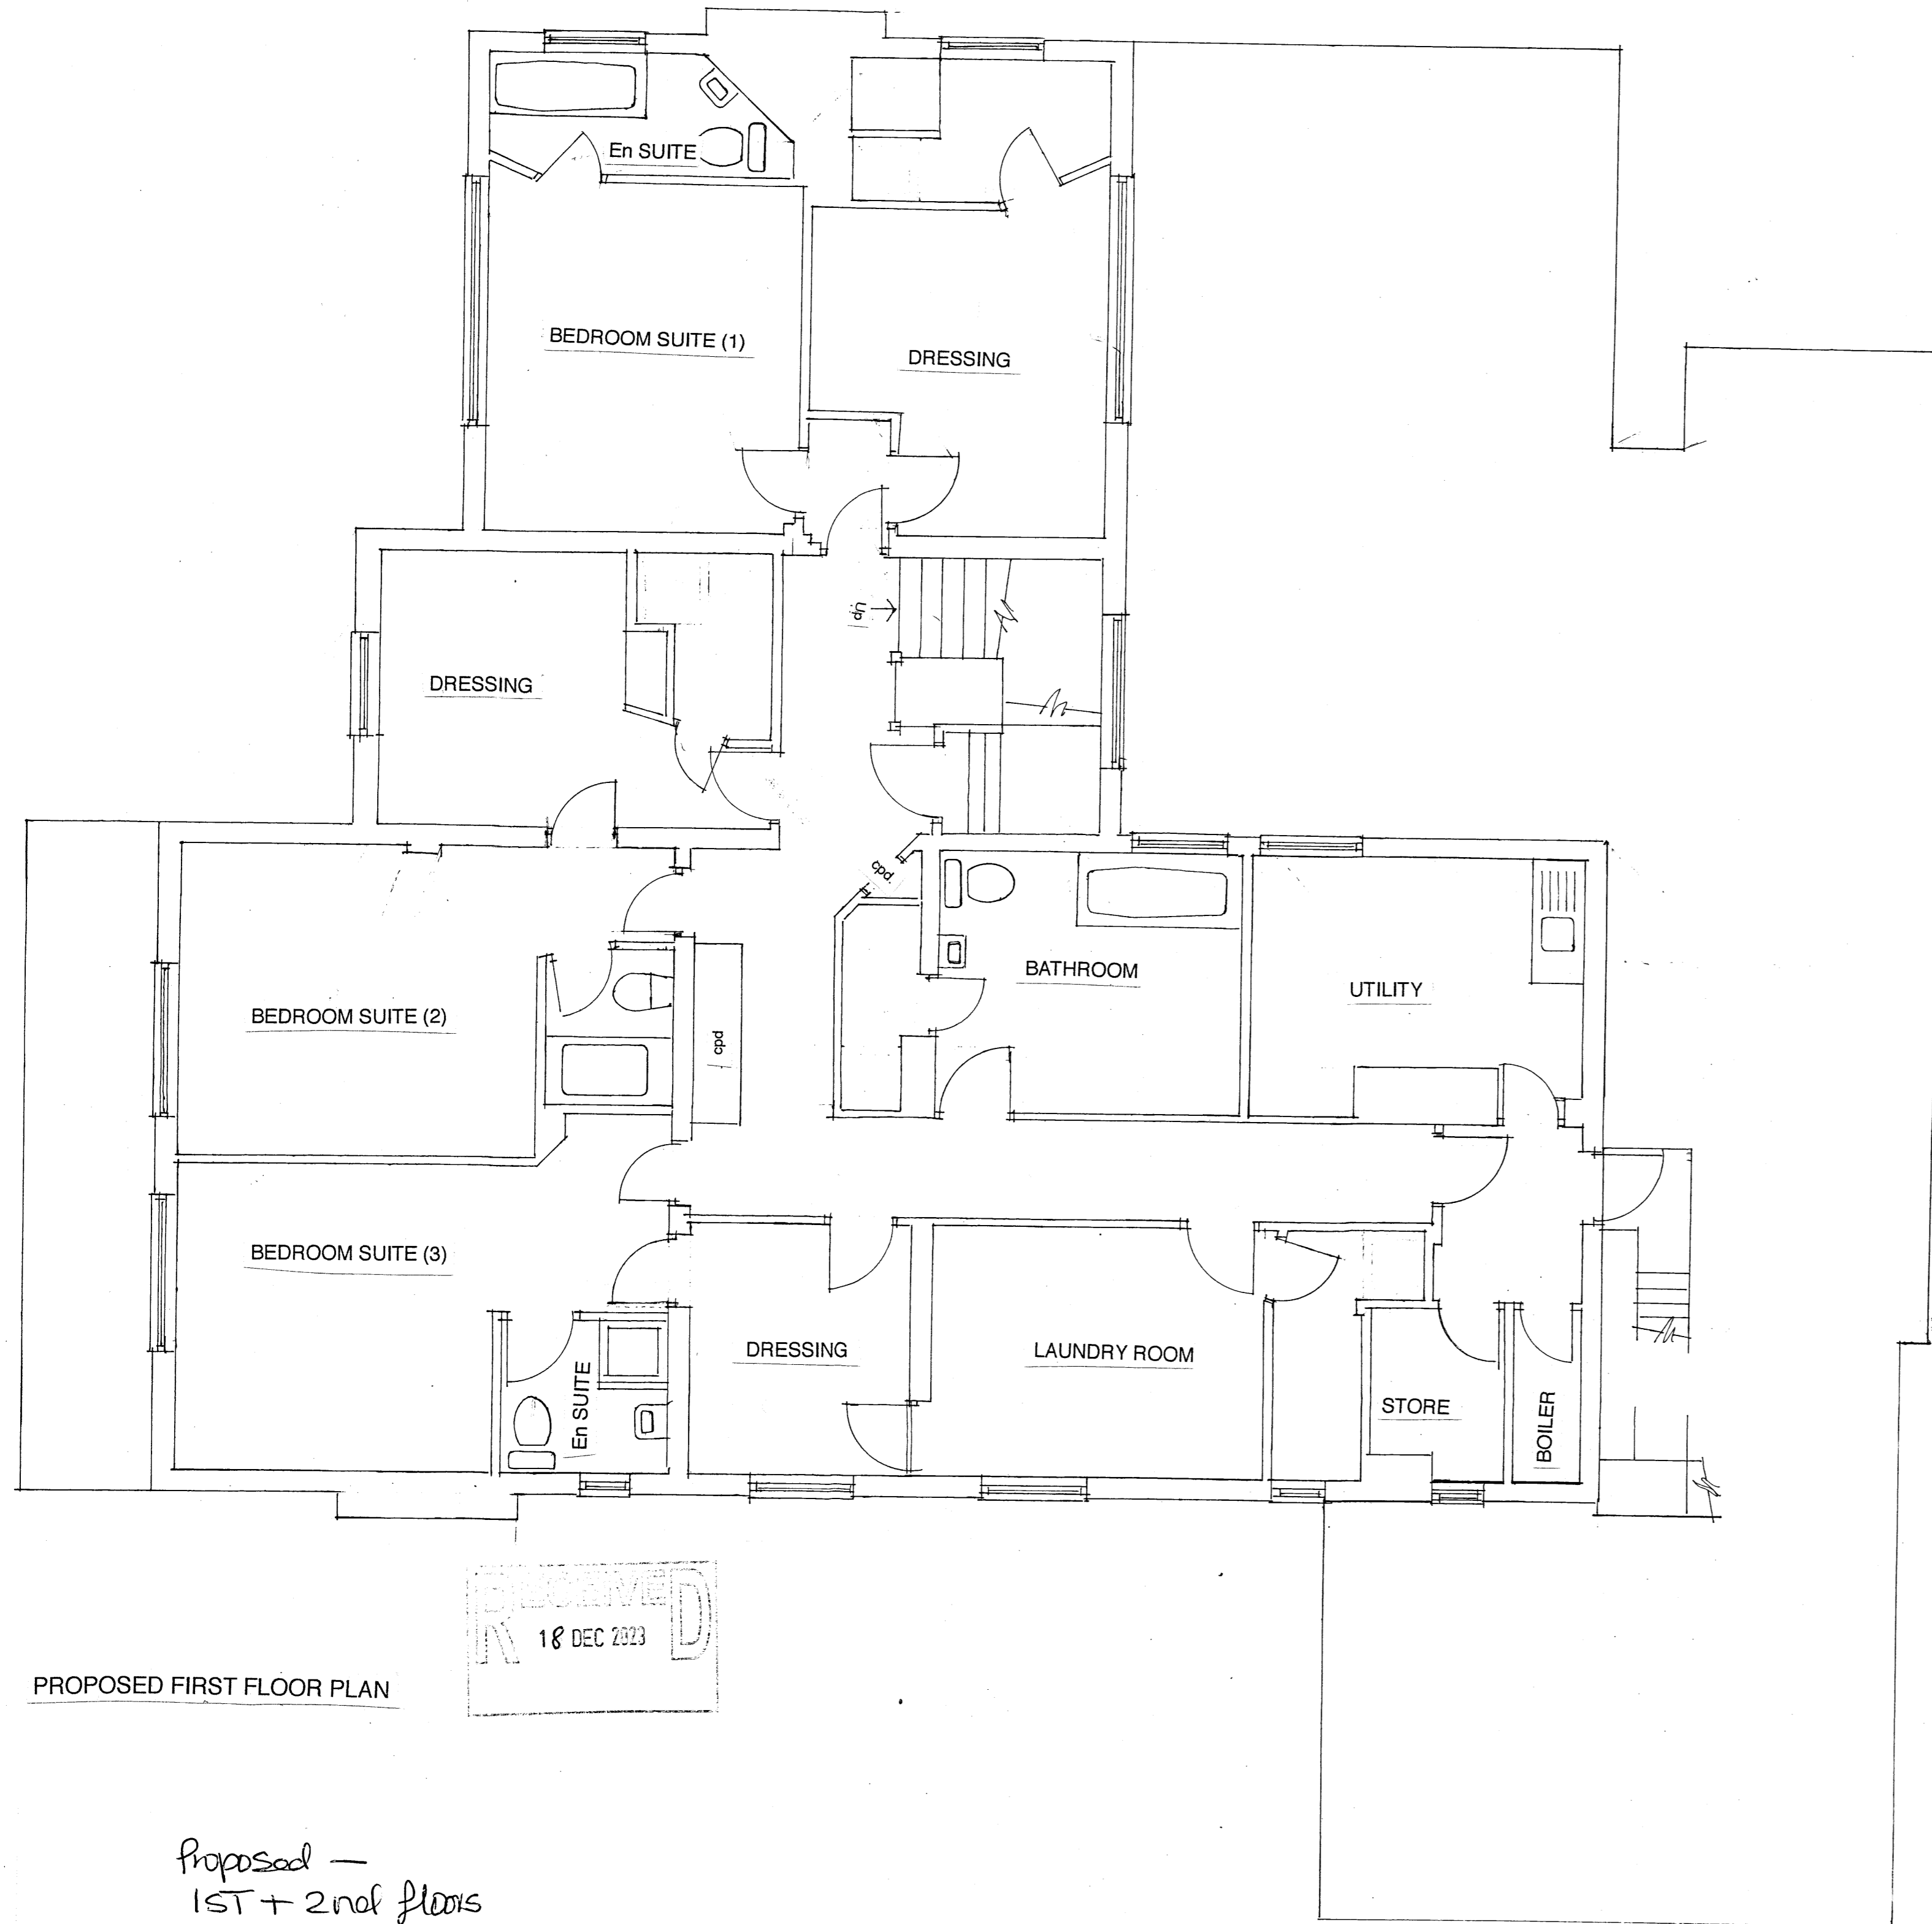 En SUITE
BEDROOM SUITE (1)
DRESSING
up
DRESSING
cpd
BATHROOM
UTILITY
BEDROOM SUITE (2)
cpd
BEDROOM SUITE (3)
DRESSING
LAUNDRY ROOM
En SUITE
STORE
BOILER
RECEIVED
18 DEC 2023
PROPOSED FIRST FLOOR PLAN
Proposed —
1ST + 2nd floors